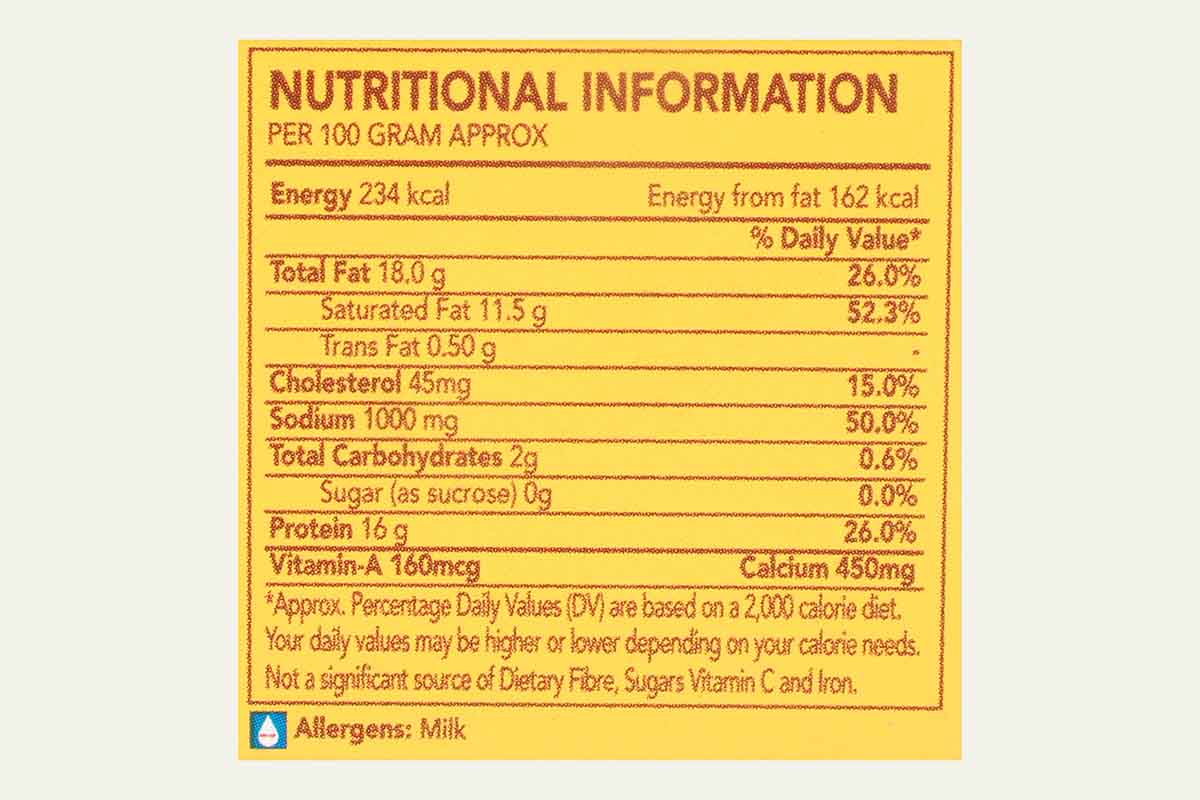 NUTRITIONAL INFORMATION
PER 100 GRAM APPROX
Energy 234 kcal Energy from fat 162 kcal
% Daily Value*
Total Fat 18.0 g 26.0%
Saturated Fat 11.5 g 52.3%
Trans Fat 0.50 g -
Cholesterol 45mg 15.0%
Sodium 1000 mg 50.0%
Total Carbohydrates 2g 0.6%
Sugar (as sucrose) 0g 0.0%
Protein 16 g 26.0%
Vitamin-A 160mcg Calcium 450mg
*Approx. Percentage Daily Values (DV) are based on a 2,000 calorie diet.
Your daily values may be higher or lower depending on your calorie needs.
Not a significant source of Dietary Fibre, Sugars Vitamin C and Iron.
Allergens: Milk